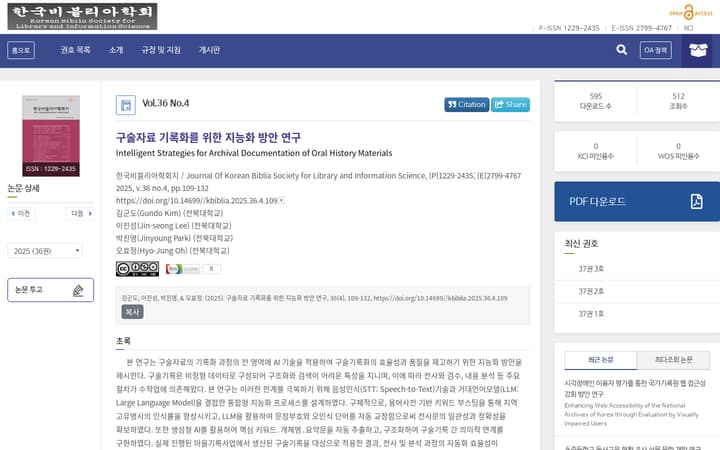 한국비블리아학회
Korean Biblia Society for
Library and Information Science
OPEN ACCESS
P-ISSN 1229-2435
E-ISSN 2799-4767
KCI
홈으로
권호 목록
소개
규정 및 지침
게시판
OA 정책
ISSN : 1229-2435
논문 상세
이전
다음
2025 (36권)
논문 투고
Vol.36 No.4
Citation
Share
구술자료 기록화를 위한 지능화 방안 연구
Intelligent Strategies for Archival Documentation of Oral History Materials
한국비블리아학회지 / Journal Of Korean Biblia Society for Library and Information Science, (P)1229-2435; (E)2799-4767
2025, v.36 no.4, pp.109-132
https://doi.org/10.14699//kbiblia.2025.36.4.109
김군도(Gundo Kim) (전북대학교)
이진성(Jin-seong Lee) (전북대학교)
박진영(Jinyoung Park) (전북대학교)
오효정(Hyo-Jung Oh) (전북대학교)
김군도, 이진성, 박진영, & 오효정. (2025). 구술자료 기록화를 위한 지능화 방안 연구, 36(4), 109-132, https://doi.org/10.14699//kbiblia.2025.36.4.109
복사
초록
본 연구는 구술자료의 기록화 과정의 전 영역에 AI 기술을 적용하여 구술기록화의 효율성과 품질을 제고하기 위한 지능화 방안을
제시한다. 구술기록은 비정형 데이터로 구성되어 구조화와 검색이 어려운 특성을 지니며, 이에 따라 전사와 검수, 내용 분석 등 주요
절차가 수작업에 의존해왔다. 본 연구는 이러한 한계를 극복하기 위해 음성인식(STT: Speech-to-Text)기술과 거대언어모델(LLM:
Large Language Model)을 결합한 통합형 지능화 프로세스를 설계하였다. 구체적으로, 용어사전 기반 키워드 부스팅을 통해 지역
고유명사의 인식률을 향상시키고, LLM을 활용하여 문장부호와 오인식 단어를 자동 교정함으로써 전사문의 일관성과 정확성을
확보하였다. 또한 생성형 AI를 활용하여 핵심 키워드․개체명․요약문을 자동 추출하고, 구조화하여 구술기록 간 의미적 연계를
구현하였다. 실제 진행된 마을기록사업에서 생산된 구술기록을 대상으로 적용한 결과, 전사 및 분석 과정의 자동화 효율성이
595
다운로드 수
512
조회수
0
KCI 피인용수
0
WOS 피인용수
PDF 다운로드
최신 권호
37권 3호
37권 2호
37권 1호
최근 논문
최다조회 논문
시각장애인 이용자 평가를 통한 국가기록원 웹 접근성
강화 방안 연구
Enhancing Web Accessibility of the National
Archives of Korea through Evaluation by Visually
Impaired Users